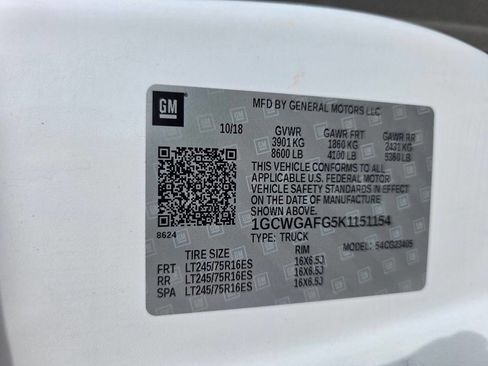 GM
MFD BY GENERAL MOTORS LLC
10/18 GVWR GAWR FRT GAWR RR
3901 KG 1860 KG 2431 KG
8600 LB 4100 LB 5360 LB
THIS VEHICLE CONFORMS TO ALL
APPLICABLE U.S. FEDERAL MOTOR
VEHICLE SAFETY STANDARDS IN EFFECT
ON THE DATE OF MANUFACTURE SHOWN ABOVE.
1GCWGAFG5K1151154
8624 TYPE: TRUCK MODEL: 54CG23405
TIRE SIZE RIM
FRT LT245/75R16ES 16X6.5J
RR LT245/75R16ES 16X6.5J
SPA LT245/75R16ES 16X6.5J